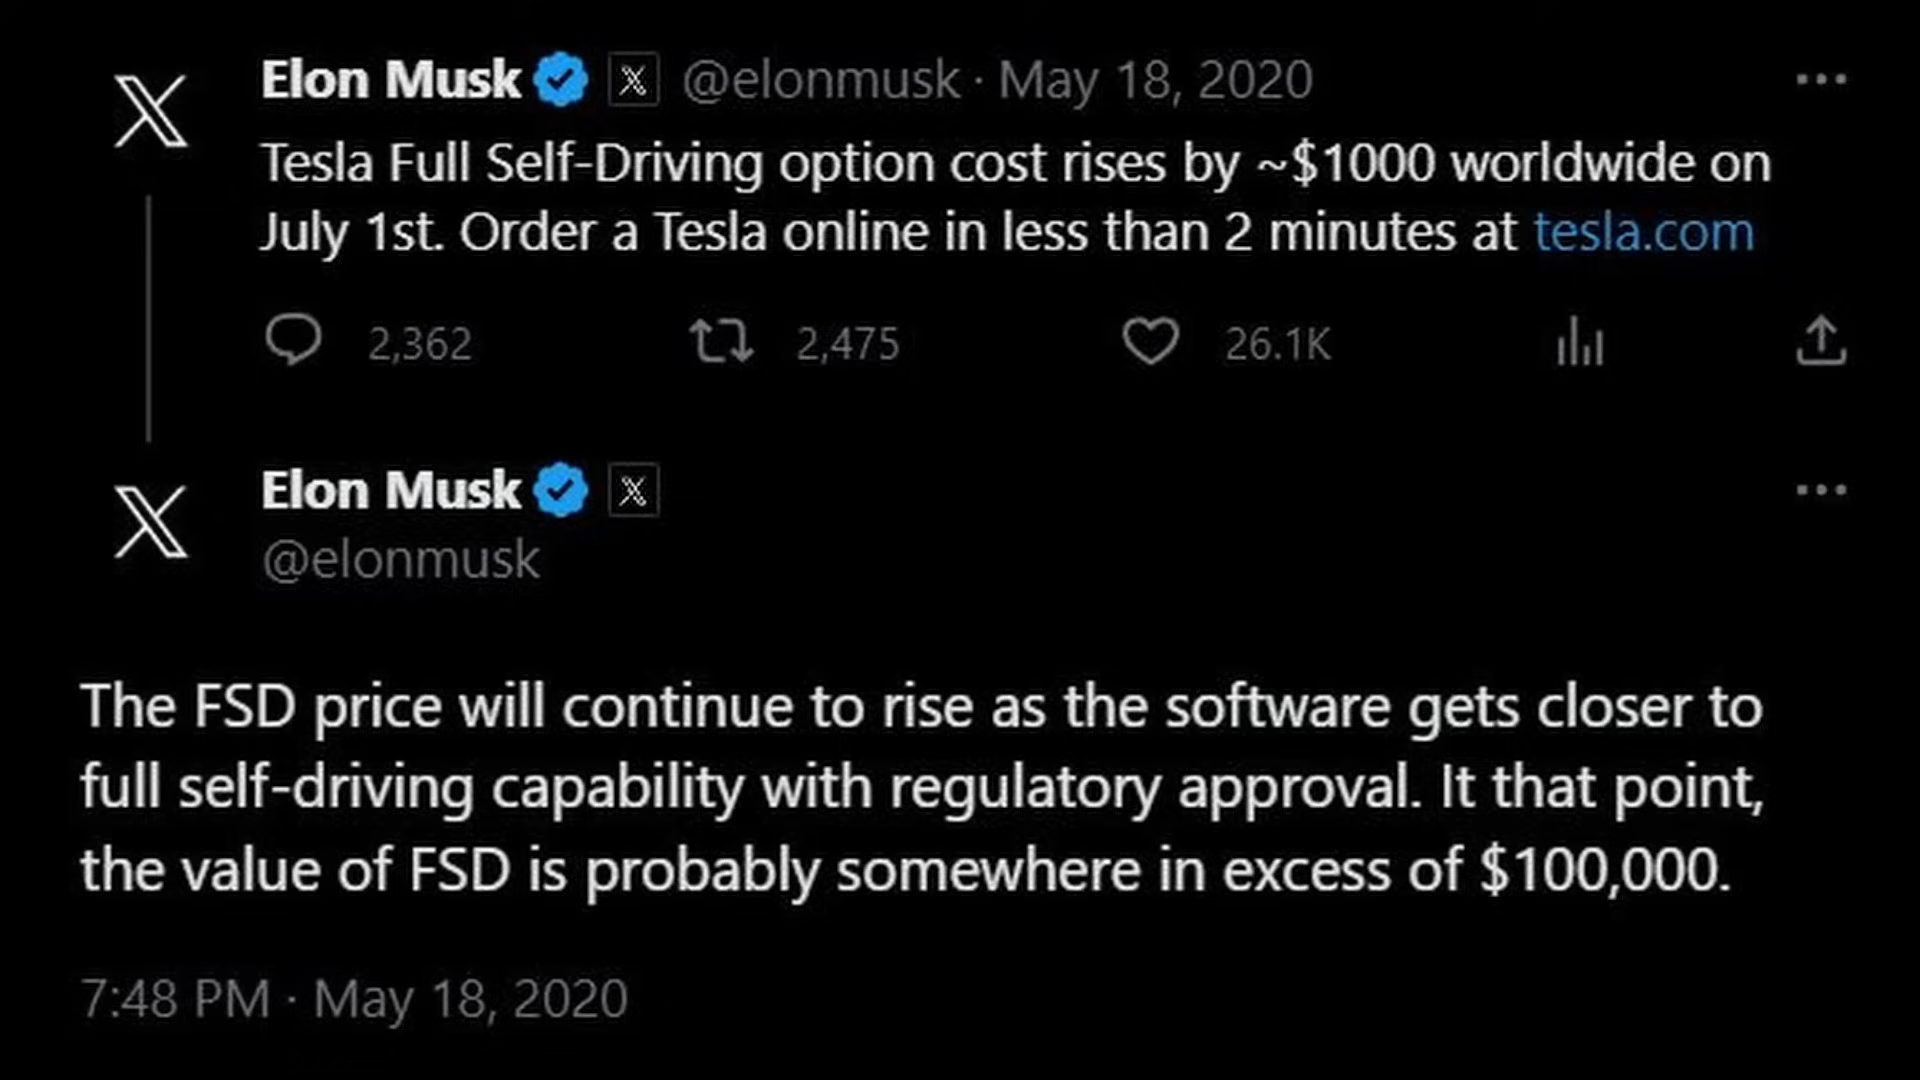 Elon Musk @elonmusk · May 18, 2020
Tesla Full Self-Driving option cost rises by ~$1000 worldwide on
July 1st. Order a Tesla online in less than 2 minutes at tesla.com
2,362 2,475 26.1K
Elon Musk
@elonmusk
The FSD price will continue to rise as the software gets closer to
full self-driving capability with regulatory approval. It that point,
the value of FSD is probably somewhere in excess of $100,000.
7:48 PM · May 18, 2020